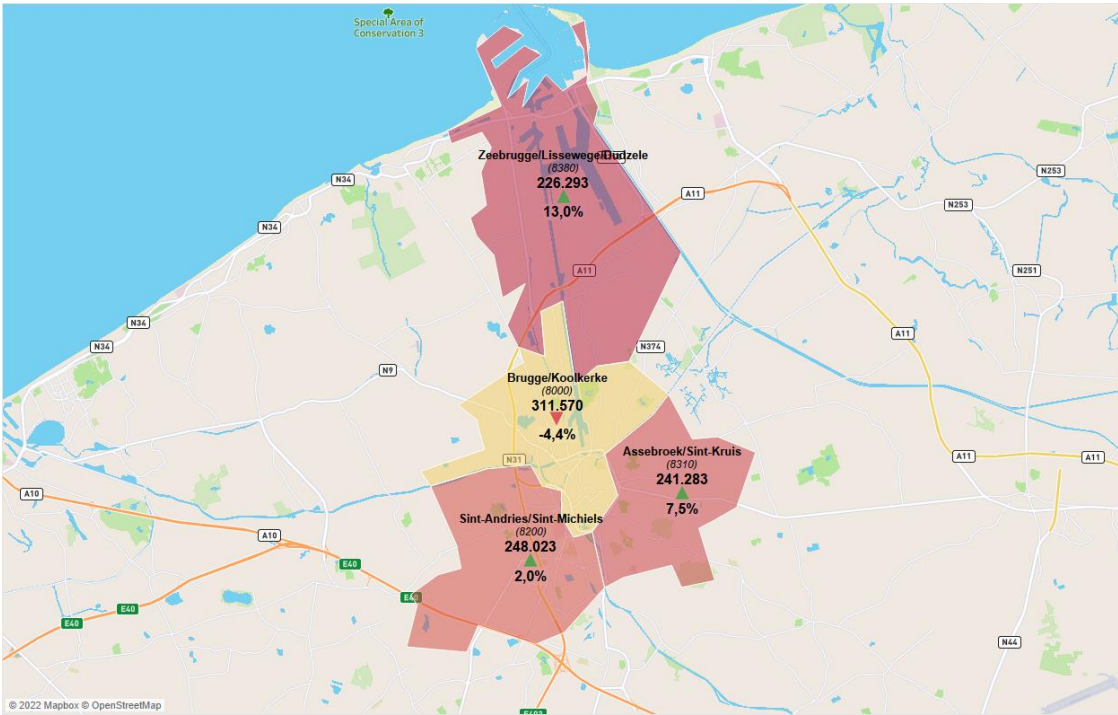 Special Area of
Conservation 3
Zeebrugge/Lissewege/Dudzele
(8380)
226.293
13,0%
N34
N253
A11
N253
N34
N251
A11
N34
A11
N34
N374
N9
Brugge/Koolkerke
(8000)
311.570
-4,4%
Assebroek/Sint-Kruis
(8310)
241.283
7,5%
N31
A11
A11
A10
Sint-Andries/Sint-Michiels
(8200)
248.023
2,0%
A10
E40
E40
E40
N44
© 2022 Mapbox © OpenStreetMap
E403